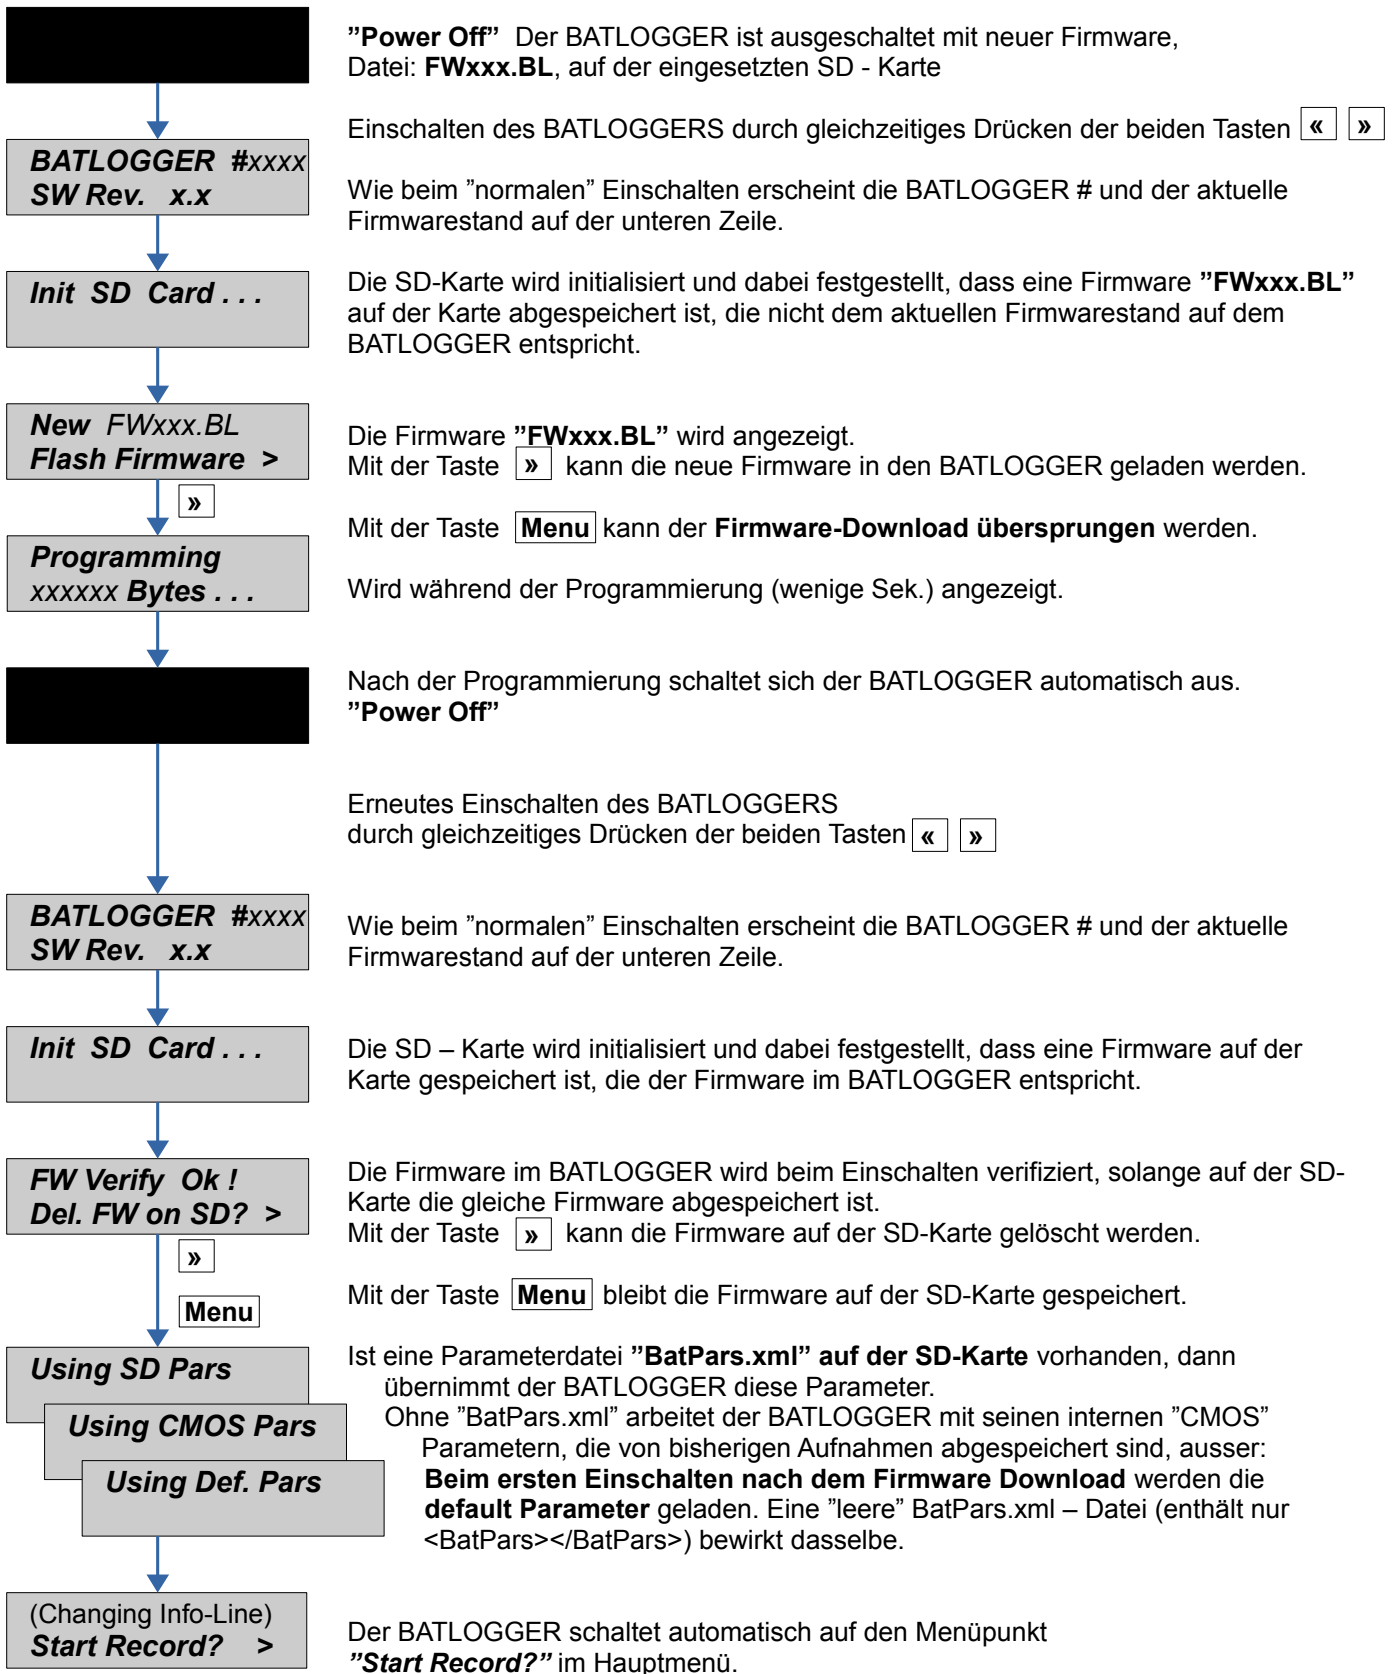 ”Power Off” Der BATLOGGER ist ausgeschaltet mit neuer Firmware,
Datei: FWxxx.BL, auf der eingesetzten SD - Karte
Einschalten des BATLOGGERS durch gleichzeitiges Drücken der beiden Tasten « »
BATLOGGER #xxxx
SW Rev. x.x
Wie beim ”normalen” Einschalten erscheint die BATLOGGER # und der aktuelle
Firmwarestand auf der unteren Zeile.
Init SD Card . . .
Die SD-Karte wird initialisiert und dabei festgestellt, dass eine Firmware ”FWxxx.BL”
auf der Karte abgespeichert ist, die nicht dem aktuellen Firmwarestand auf dem
BATLOGGER entspricht.
New FWxxx.BL
Flash Firmware >
Die Firmware ”FWxxx.BL” wird angezeigt.
Mit der Taste » kann die neue Firmware in den BATLOGGER geladen werden.
»
Mit der Taste Menu kann der Firmware-Download übersprungen werden.
Programming
xxxxxx Bytes . . .
Wird während der Programmierung (wenige Sek.) angezeigt.
Nach der Programmierung schaltet sich der BATLOGGER automatisch aus.
”Power Off”
Erneutes Einschalten des BATLOGGERS
durch gleichzeitiges Drücken der beiden Tasten « »
BATLOGGER #xxxx
SW Rev. x.x
Wie beim ”normalen” Einschalten erscheint die BATLOGGER # und der aktuelle
Firmwarestand auf der unteren Zeile.
Init SD Card . . .
Die SD – Karte wird initialisiert und dabei festgestellt, dass eine Firmware auf der
Karte gespeichert ist, die der Firmware im BATLOGGER entspricht.
FW Verify Ok !
Del. FW on SD? >
Die Firmware im BATLOGGER wird beim Einschalten verifiziert, solange auf der SD-
Karte die gleiche Firmware abgespeichert ist.
Mit der Taste » kann die Firmware auf der SD-Karte gelöscht werden.
»
Menu
Mit der Taste Menu bleibt die Firmware auf der SD-Karte gespeichert.
Using SD Pars
Using CMOS Pars
Using Def. Pars
Ist eine Parameterdatei ”BatPars.xml” auf der SD-Karte vorhanden, dann
übernimmt der BATLOGGER diese Parameter.
Ohne ”BatPars.xml” arbeitet der BATLOGGER mit seinen internen ”CMOS”
Parametern, die von bisherigen Aufnahmen abgespeichert sind, ausser:
Beim ersten Einschalten nach dem Firmware Download werden die
default Parameter geladen. Eine ”leere” BatPars.xml – Datei (enthält nur
<BatPars></BatPars>) bewirkt dasselbe.
(Changing Info-Line)
Start Record? >
Der BATLOGGER schaltet automatisch auf den Menüpunkt
”Start Record?” im Hauptmenü.